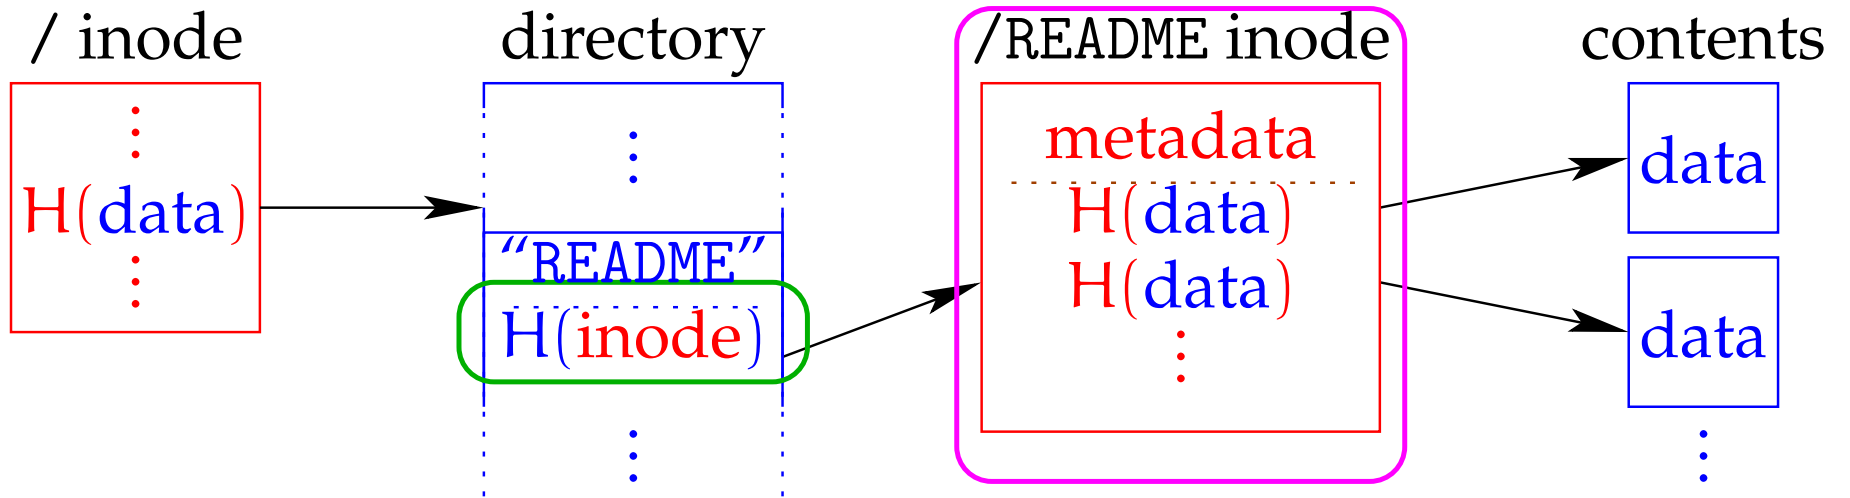 / inode
H(data)
directory
“README”
H(inode)
/README inode
metadata
H(data)
H(data)
contents
data
data